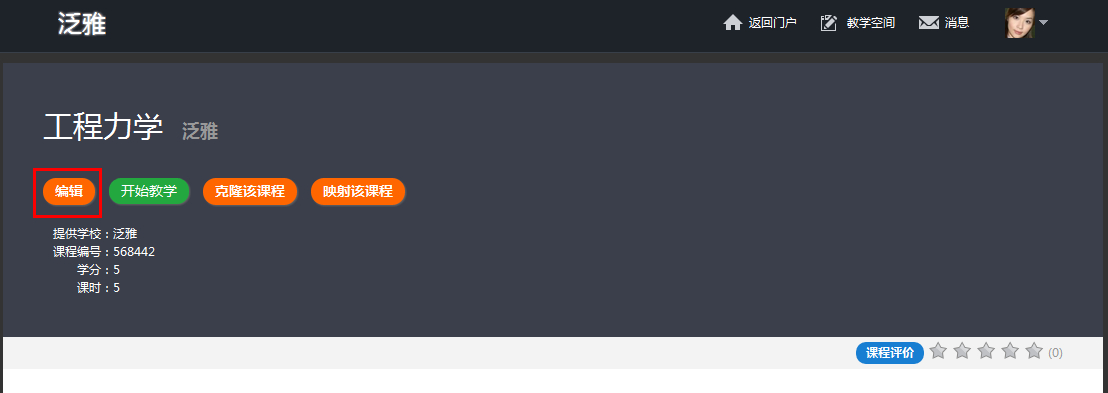 泛雅 返回门户 教学空间 消息
工程力学 泛雅
编辑 开始教学 克隆该课程 映射该课程
提供学校：泛雅
课程编号：568442
学分：5
课时：5
课程评价 (0)